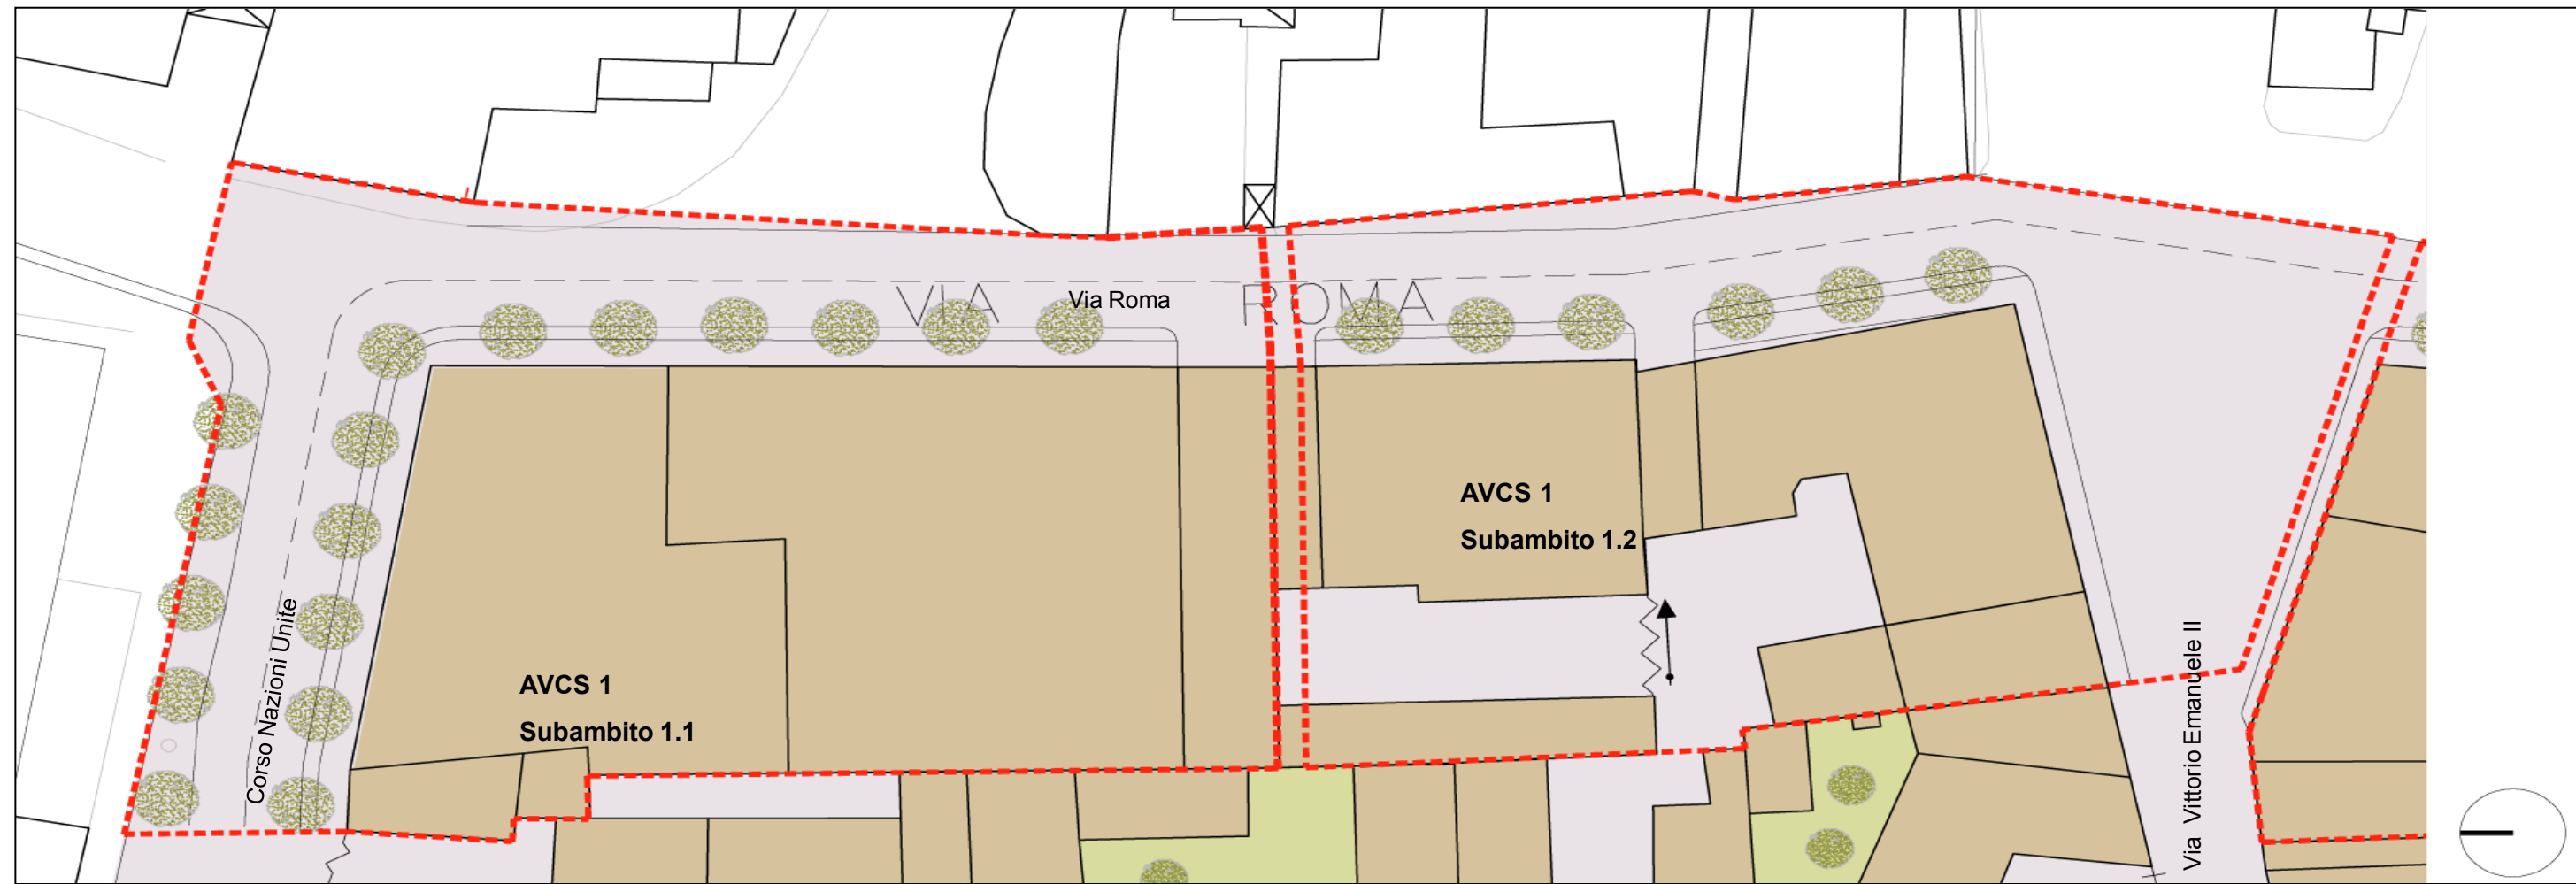 VIA ROMA
Via Roma
AVCS 1
Subambito 1.2
AVCS 1
Subambito 1.1
Corso Nazioni Unite
Via Vittorio Emanuele II